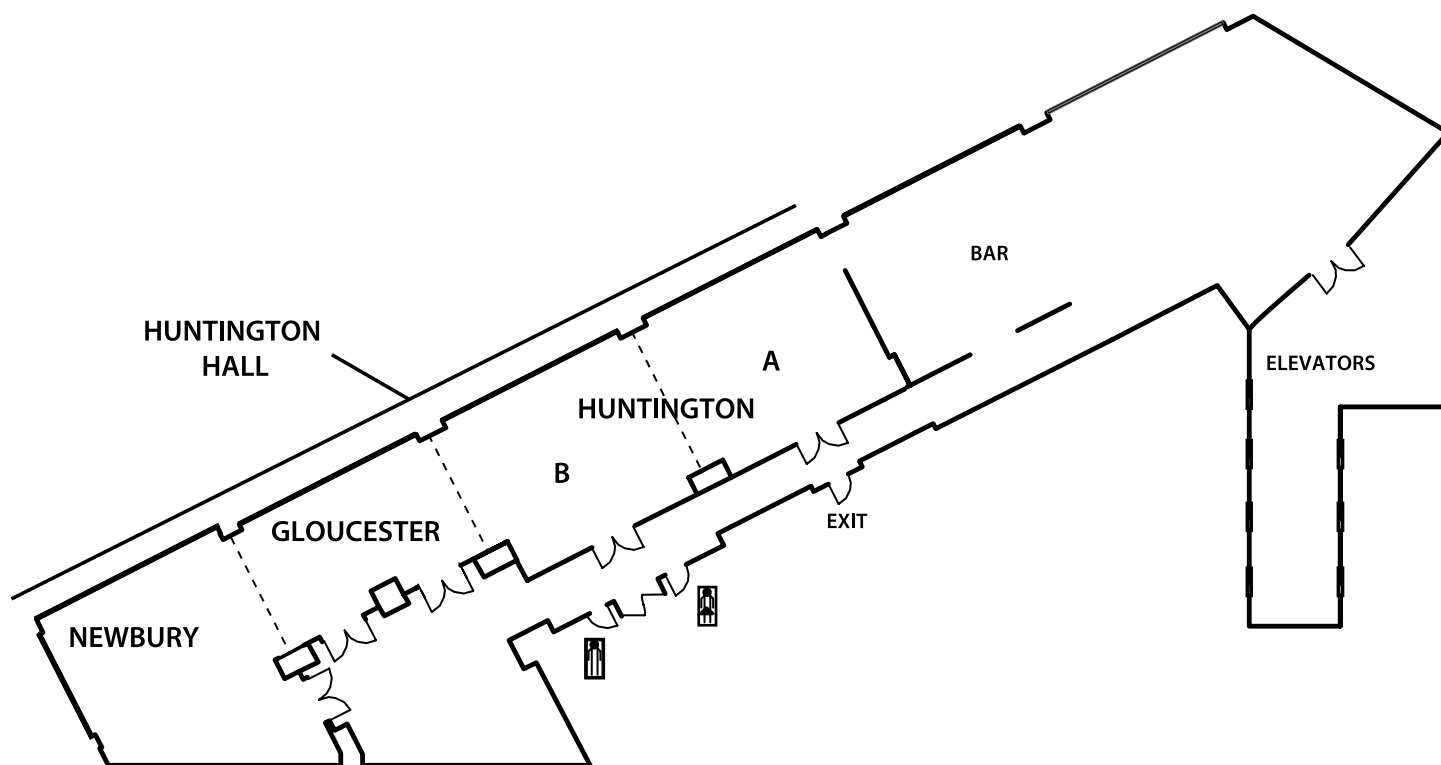 BAR
HUNTINGTON
HALL
A
ELEVATORS
HUNTINGTON
B
GLOUCESTER
EXIT
NEWBURY